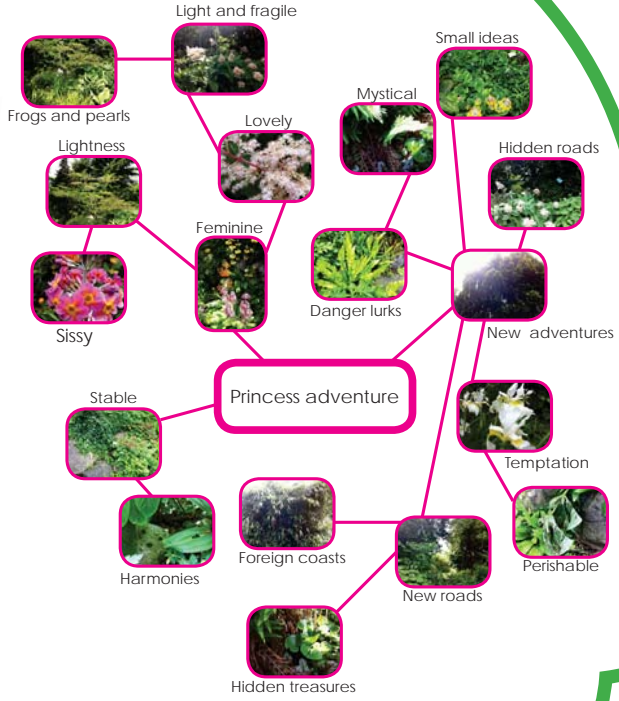 Light and fragile
Small ideas
Mystical
Frogs and pearls
Lovely
Lightness
Hidden roads
Feminine
Danger lurks
Sissy
New adventures
Princess adventure
Stable
Temptation
Foreign coasts
Perishable
Harmonies
New roads
Hidden treasures